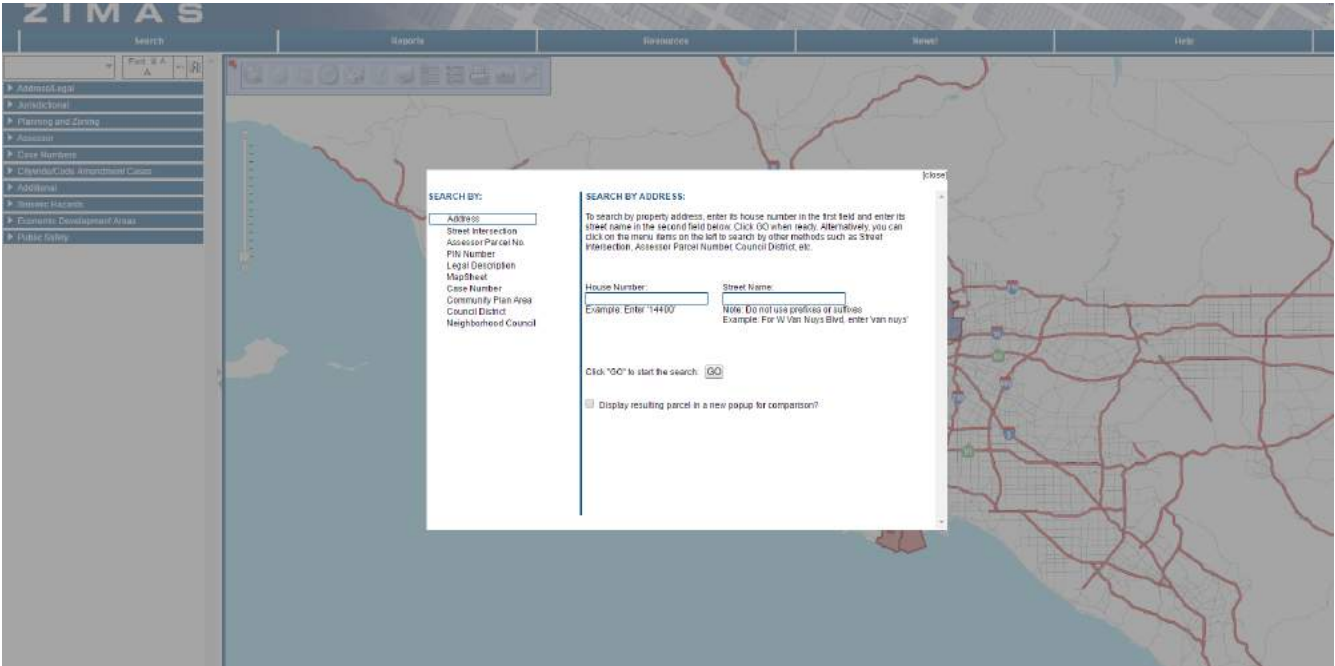 ZIMAS
Search
Reports
Resources
News!
Help
Address/Legal
Jurisdictional
Planning and Zoning
Assessor
Case Numbers
Citywide/Code Amendment Cases
Additional
Seismic Hazards
Economic Development Areas
Public Safety
[close]
SEARCH BY:
Address
Street Intersection
Assessor Parcel No.
PIN Number
Legal Description
MapSheet
Case Number
Community Plan Area
Council District
Neighborhood Council
SEARCH BY ADDRESS:
To search by property address, enter its house number in the first field and enter its
street name in the second field below. Click GO when ready. Alternatively, you can
click on the menu items on the left to search by other methods such as Street
Intersection, Assessor Parcel Number, Council District, etc.
House Number:
Street Name:
Example: Enter '14400'
Note: Do not use prefixes or suffixes
Example: For W Van Nuys Blvd, enter 'van nuys'
Click "GO" to start the search: GO
Display resulting parcel in a new popup for comparison?